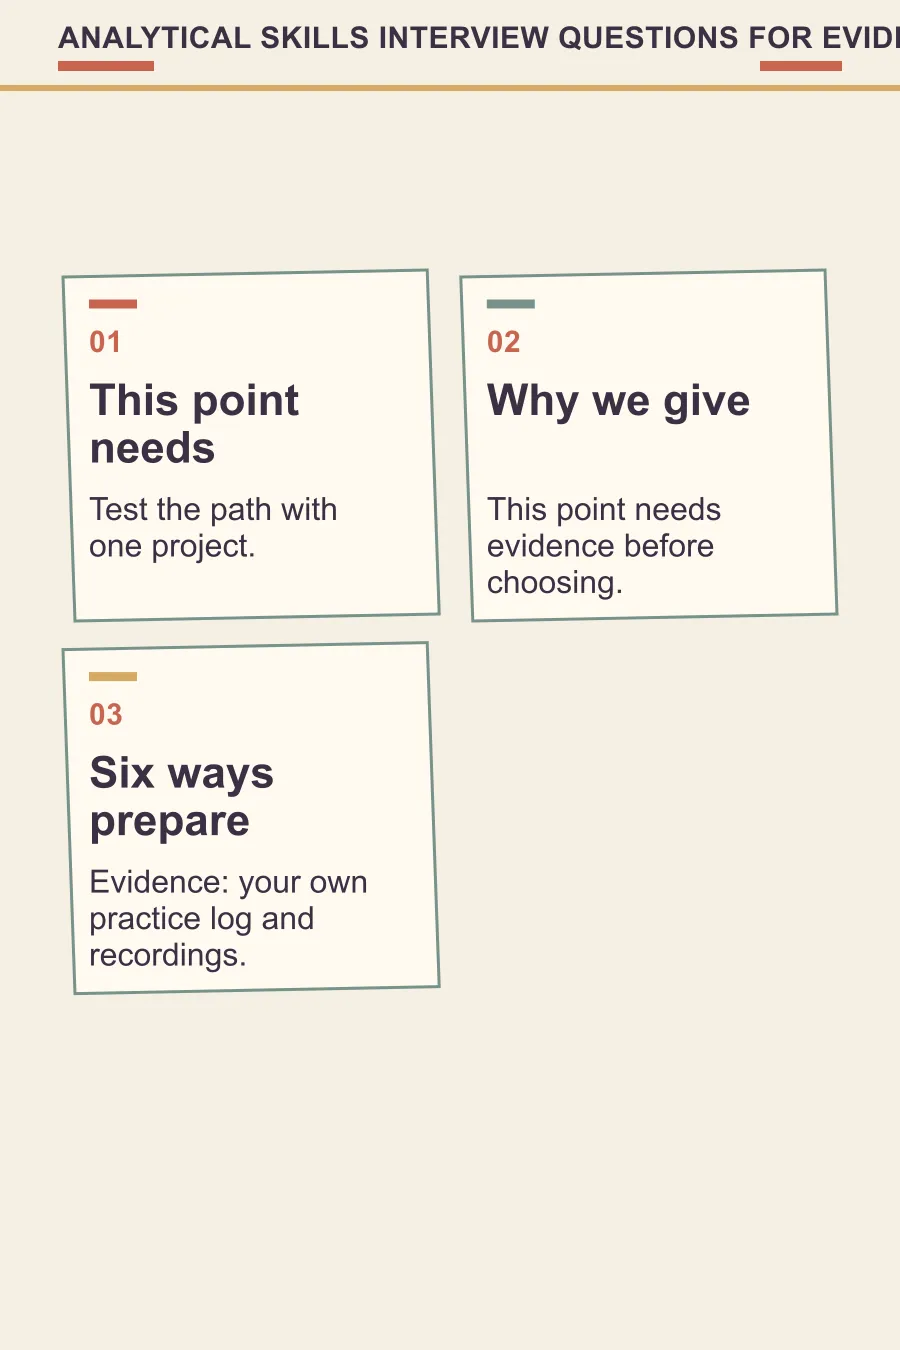 ANALYTICAL SKILLS INTERVIEW QUESTIONS FOR
01
This point
needs
Test the path with
one project.
02
Why we give
This point needs
evidence before
choosing.
03
Six ways
prepare
Evidence: your own
practice log and
recordings.